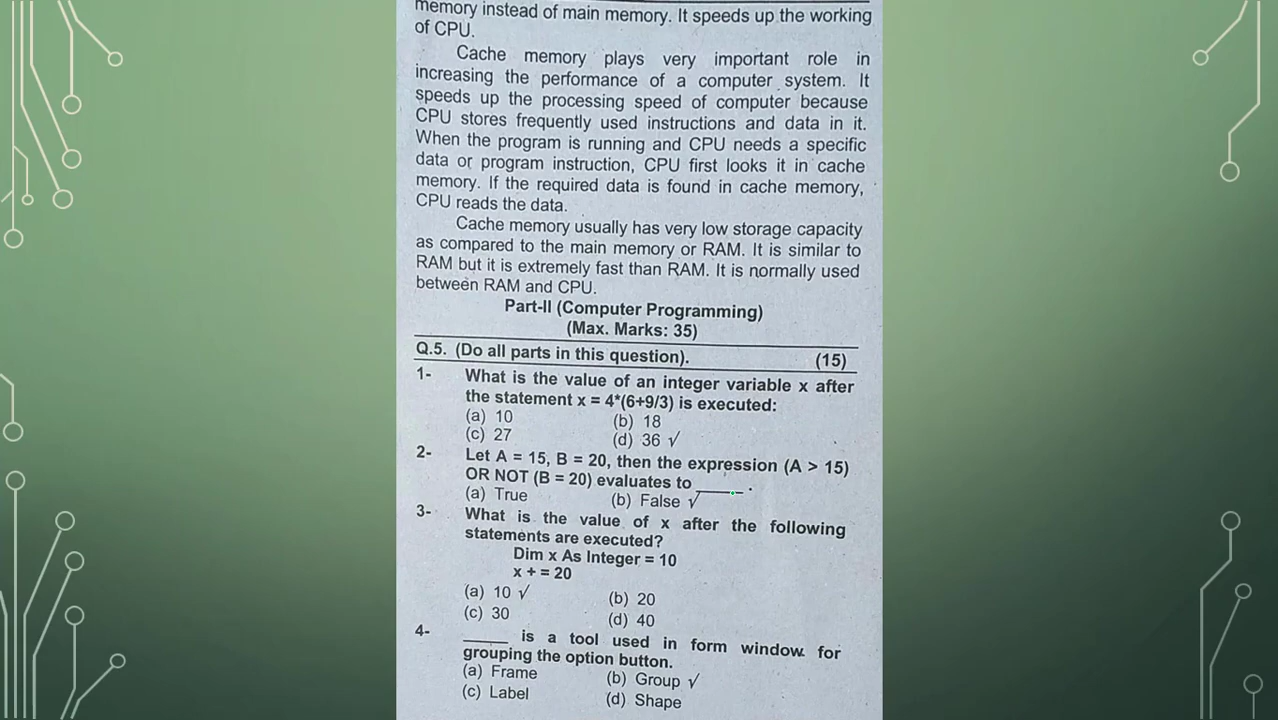 memory instead of main memory. It speeds up the working
of CPU.
Cache memory plays very important role in
increasing the performance of a computer system. It
speeds up the processing speed of computer because
CPU stores frequently used instructions and data in it.
When the program is running and CPU needs a specific
data or program instruction, CPU first looks it in cache
memory. If the required data is found in cache memory,
CPU reads the data.
Cache memory usually has very low storage capacity
as compared to the main memory or RAM. It is similar to
RAM but it is extremely fast than RAM. It is normally used
between RAM and CPU.
Part-II (Computer Programming)
(Max. Marks: 35)
Q.5. (Do all parts in this question). (15)
1- What is the value of an integer variable x after
the statement x = 4*(6+9/3) is executed:
(a) 10 (b) 18
(c) 27 (d) 36 √
2- Let A = 15, B = 20, then the expression (A > 15)
OR NOT (B = 20) evaluates to _____.
(a) True (b) False √
3- What is the value of x after the following
statements are executed?
Dim x As Integer = 10
x + = 20
(a) 10 √ (b) 20
(c) 30 (d) 40
4- _____ is a tool used in form window for
grouping the option button.
(a) Frame (b) Group √
(c) Label (d) Shape